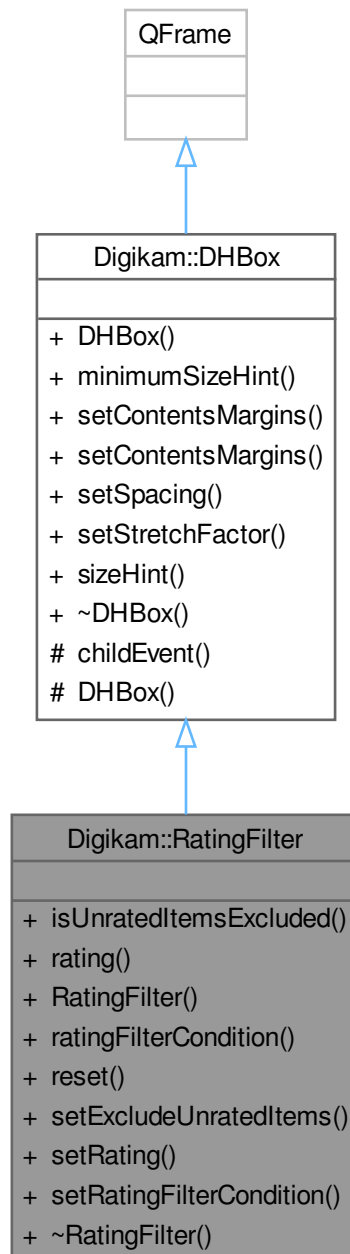 QFrame
Digikam::DHBox
+ DHBox()
+ minimumSizeHint()
+ setContentsMargins()
+ setContentsMargins()
+ setSpacing()
+ setStretchFactor()
+ sizeHint()
+ ~DHBox()
# childEvent()
# DHBox()
Digikam::RatingFilter
+ isUnratedItemsExcluded()
+ rating()
+ RatingFilter()
+ ratingFilterCondition()
+ reset()
+ setExcludeUnratedItems()
+ setRating()
+ setRatingFilterCondition()
+ ~RatingFilter()